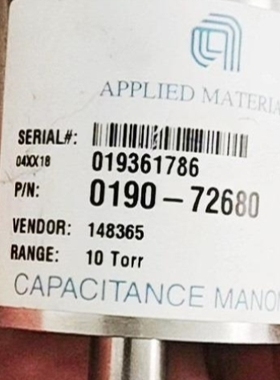 APPLIED MATERIA
SERIAL#:
04XX18 019361786
P/N: 0190-72680
VENDOR: 148365
RANGE: 10 Torr
CAPACITANCE MANO